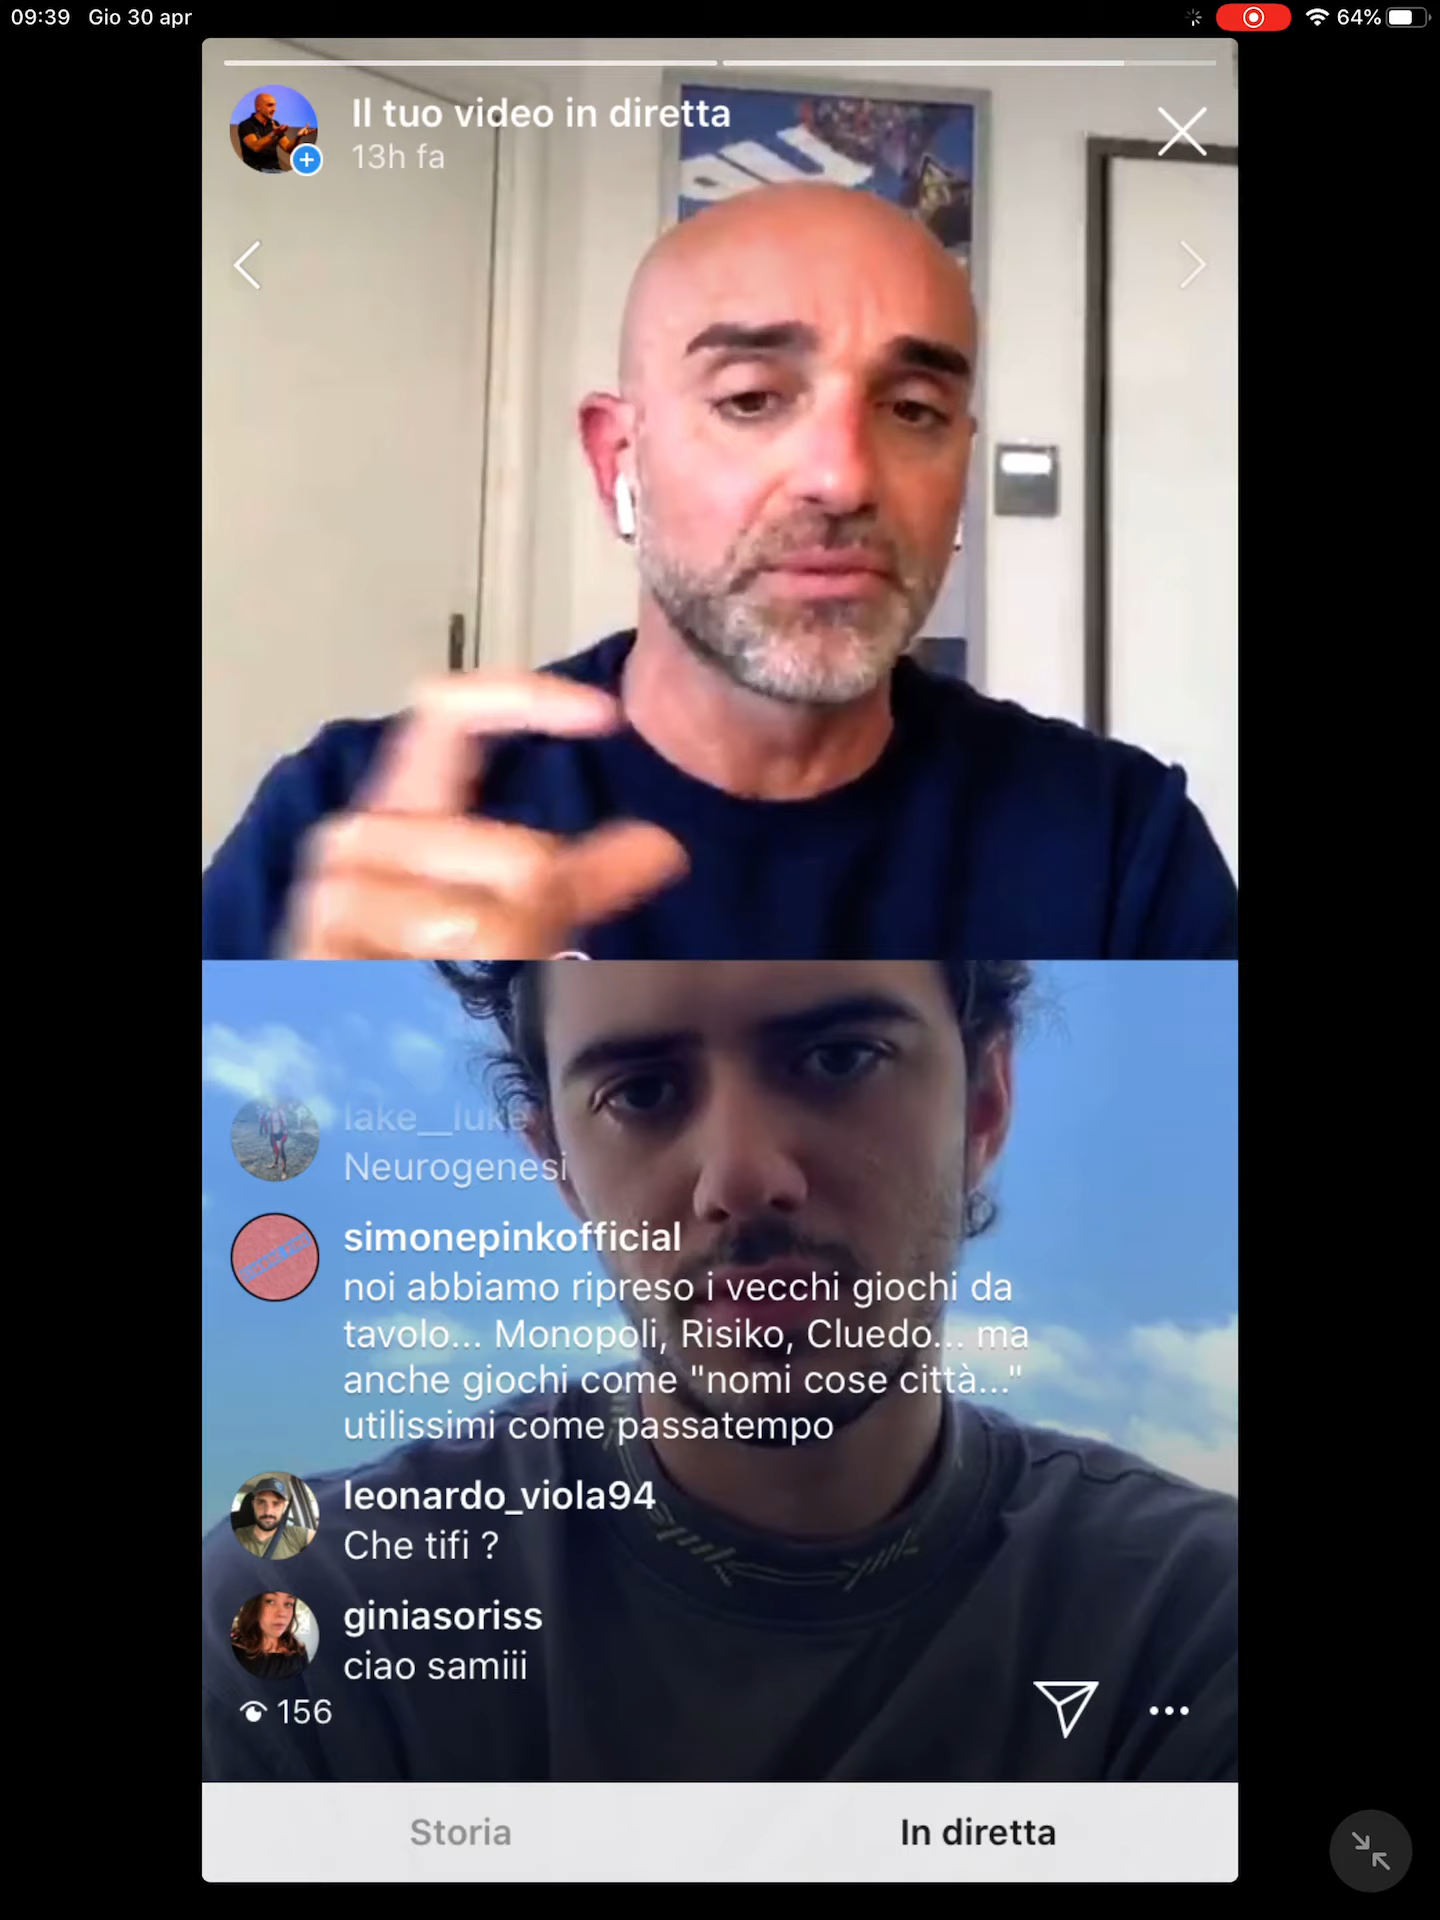 09:39 Gio 30 apr
64%
Il tuo video in diretta
13h fa
lake__luke
Neurogenesi
simonepinkofficial
noi abbiamo ripreso i vecchi giochi da
tavolo... Monopoli, Risiko, Cluedo... ma
anche giochi come "nomi cose città..."
utilissimi come passatempo
leonardo_viola94
Che tifi ?
giniasoriss
ciao samiii
156
Storia
In diretta